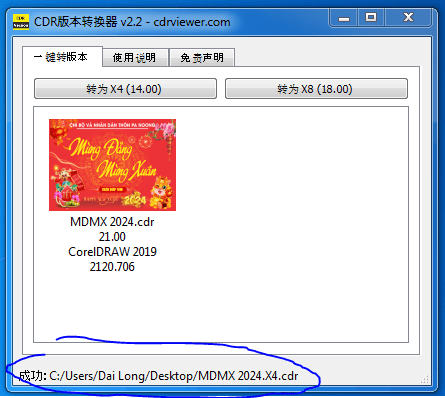 CDR版本转换器 v2.2 - cdrviewer.com
一键转版本
使用说明
免责声明
转为 X4 (14.00)
转为 X8 (18.00)
CHI BỘ VÀ NHÂN DÂN THÔN PA NGOONG
Mừng Đảng
Mừng Xuân
2024
MDMX 2024.cdr
21.00
CorelDRAW 2019
2120.706
成功: C:/Users/Dai Long/Desktop/MDMX 2024.X4.cdr